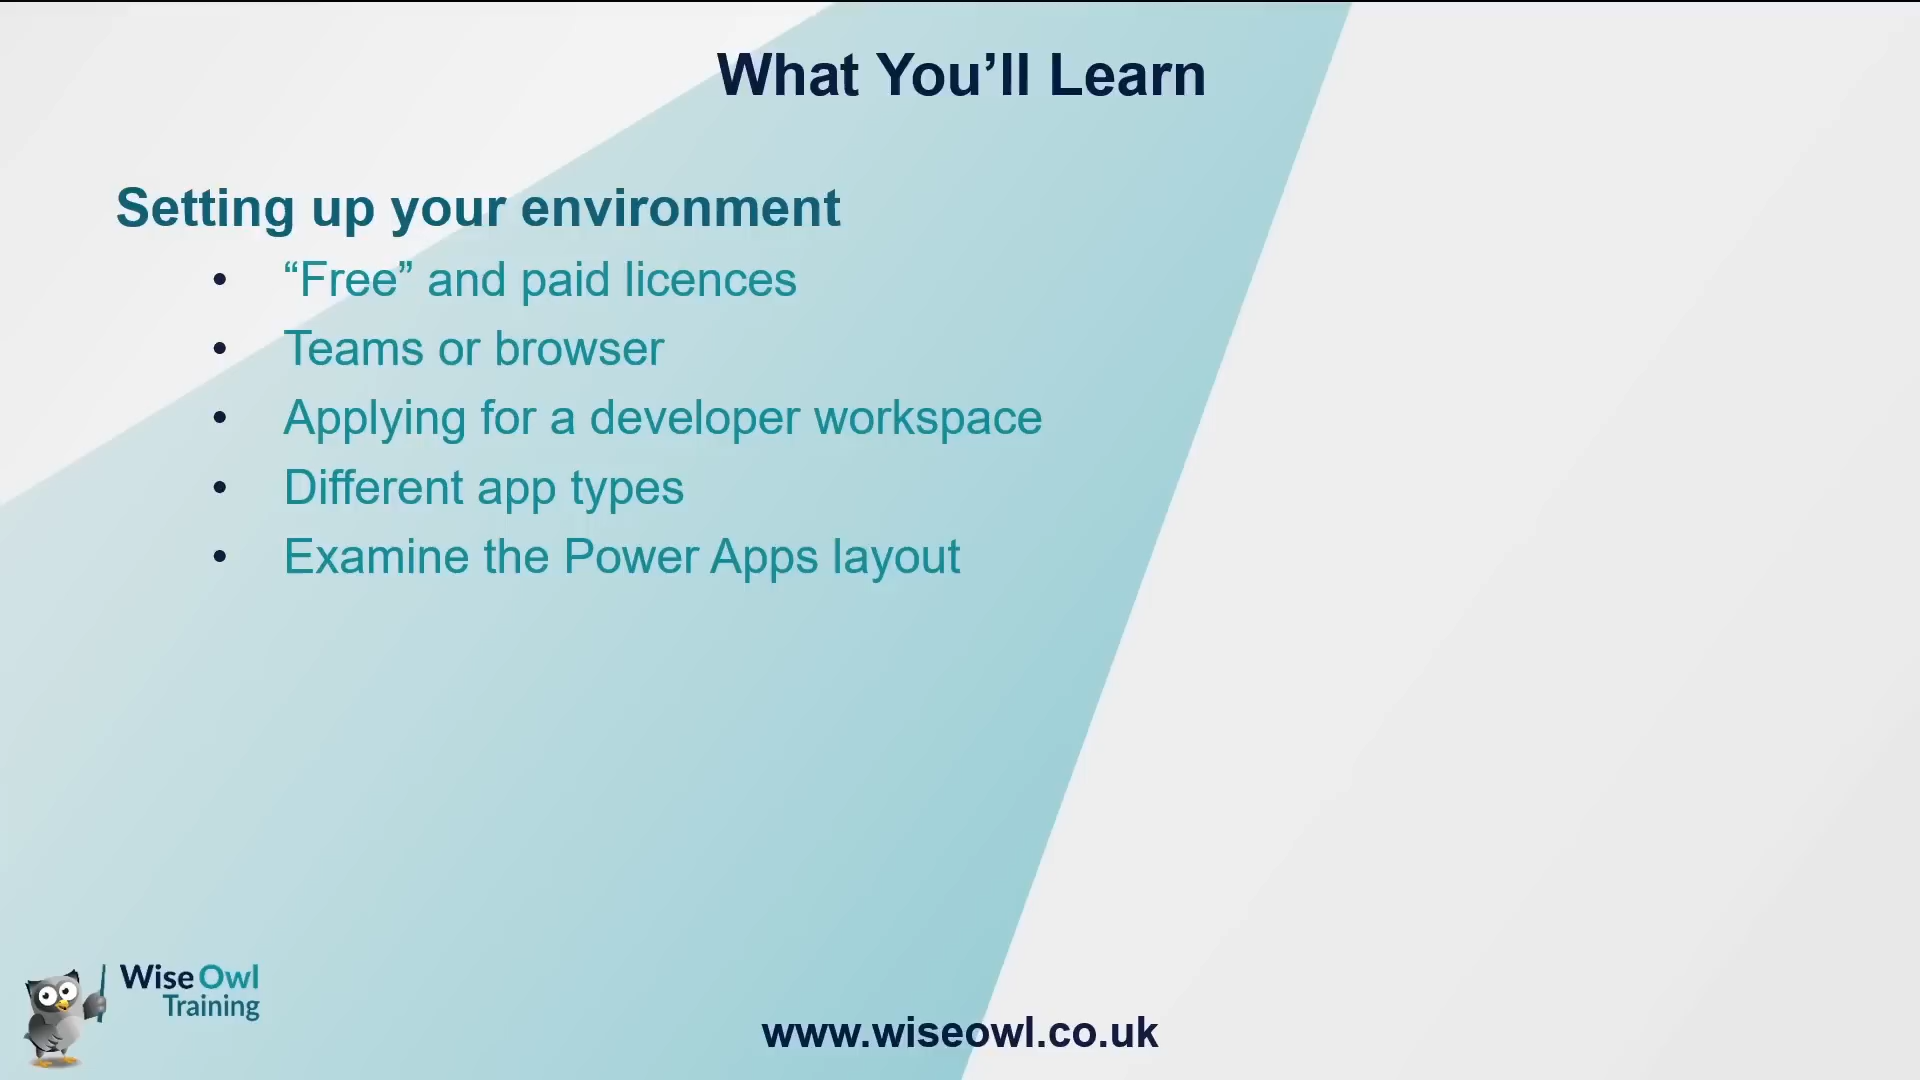 What You’ll Learn
Setting up your environment
• “Free” and paid licences
• Teams or browser
• Applying for a developer workspace
• Different app types
• Examine the Power Apps layout
Wise Owl
Training
www.wiseowl.co.uk